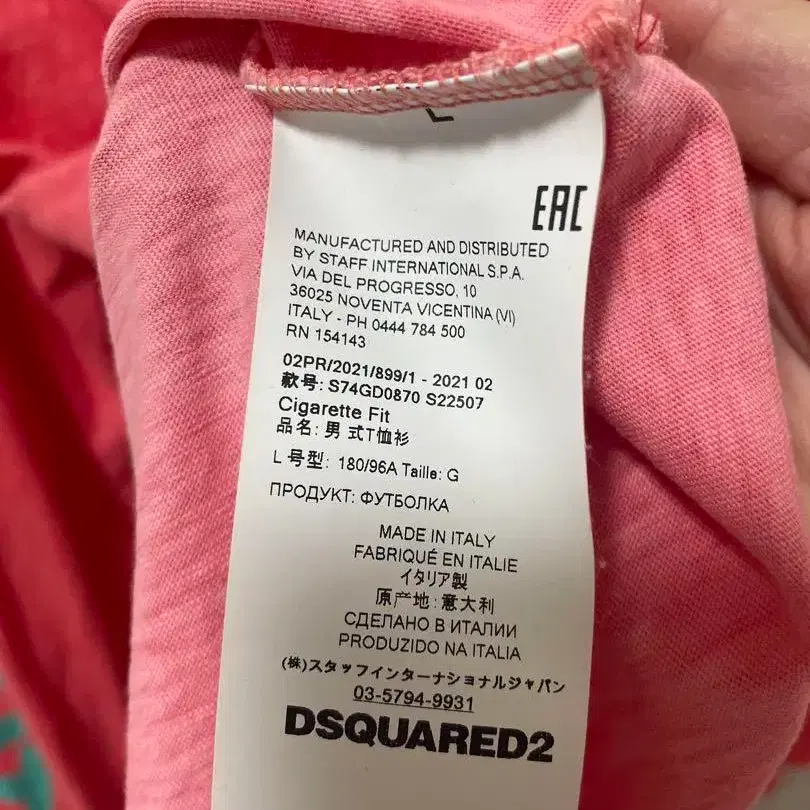 L
EAC
MANUFACTURED AND DISTRIBUTED
BY STAFF INTERNATIONAL S.P.A.
VIA DEL PROGRESSO, 10
36025 NOVENTA VICENTINA (VI)
ITALY - PH 0444 784 500
RN 154143
02PR/2021/899/1 - 2021 02
款号: S74GD0870 S22507
Cigarette Fit
品名: 男 式T恤衫
L 号型: 180/96A Taille: G
ПРОДУКТ: ФУТБОЛКА
MADE IN ITALY
FABRIQUÉ EN ITALIE
イタリア製
原产地:意大利
СДЕЛАНО В ИТАЛИИ
PRODUZIDO NA ITALIA
(株)スタッフインターナショナルジャパン
03-5794-9931
DSQUARED2